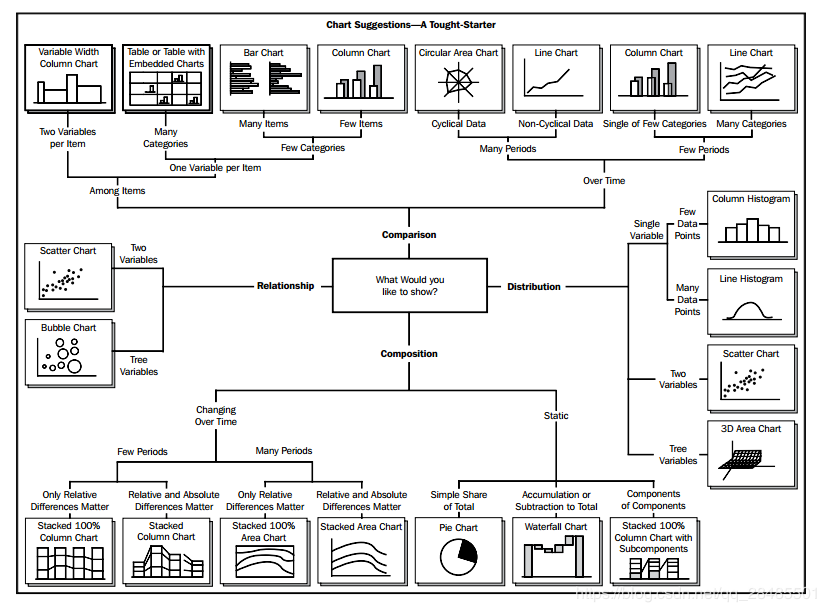 Chart Suggestions—A Tought-Starter
Variable Width
Column Chart
Table or Table with
Embedded Charts
Bar Chart
Column Chart
Circular Area Chart
Line Chart
Column Chart
Line Chart
Two Variables
per Item
Many
Categories
Many Items
Few Items
Cyclical Data
Non-Cyclical Data
Single of Few Categories
Many Categories
Few Categories
Many Periods
Few Periods
One Variable per Item
Among Items
Over Time
Comparison
Column Histogram
Single
Variable
Few
Data
Points
Scatter Chart
Two
Variables
Relationship
What Would you
like to show?
Distribution
Many
Data
Points
Line Histogram
Bubble Chart
Tree
Variables
Composition
Two
Variables
Scatter Chart
Tree
Variables
3D Area Chart
Changing
Over Time
Static
Few Periods
Many Periods
Only Relative
Differences Matter
Relative and Absolute
Differences Matter
Only Relative
Differences Matter
Relative and Absolute
Differences Matter
Simple Share
of Total
Accumulation or
Subtraction to Total
Components
of Components
Stacked 100%
Column Chart
Stacked
Column Chart
Stacked 100%
Area Chart
Stacked Area Chart
Pie Chart
Waterfall Chart
Stacked 100%
Column Chart with
Subcomponents